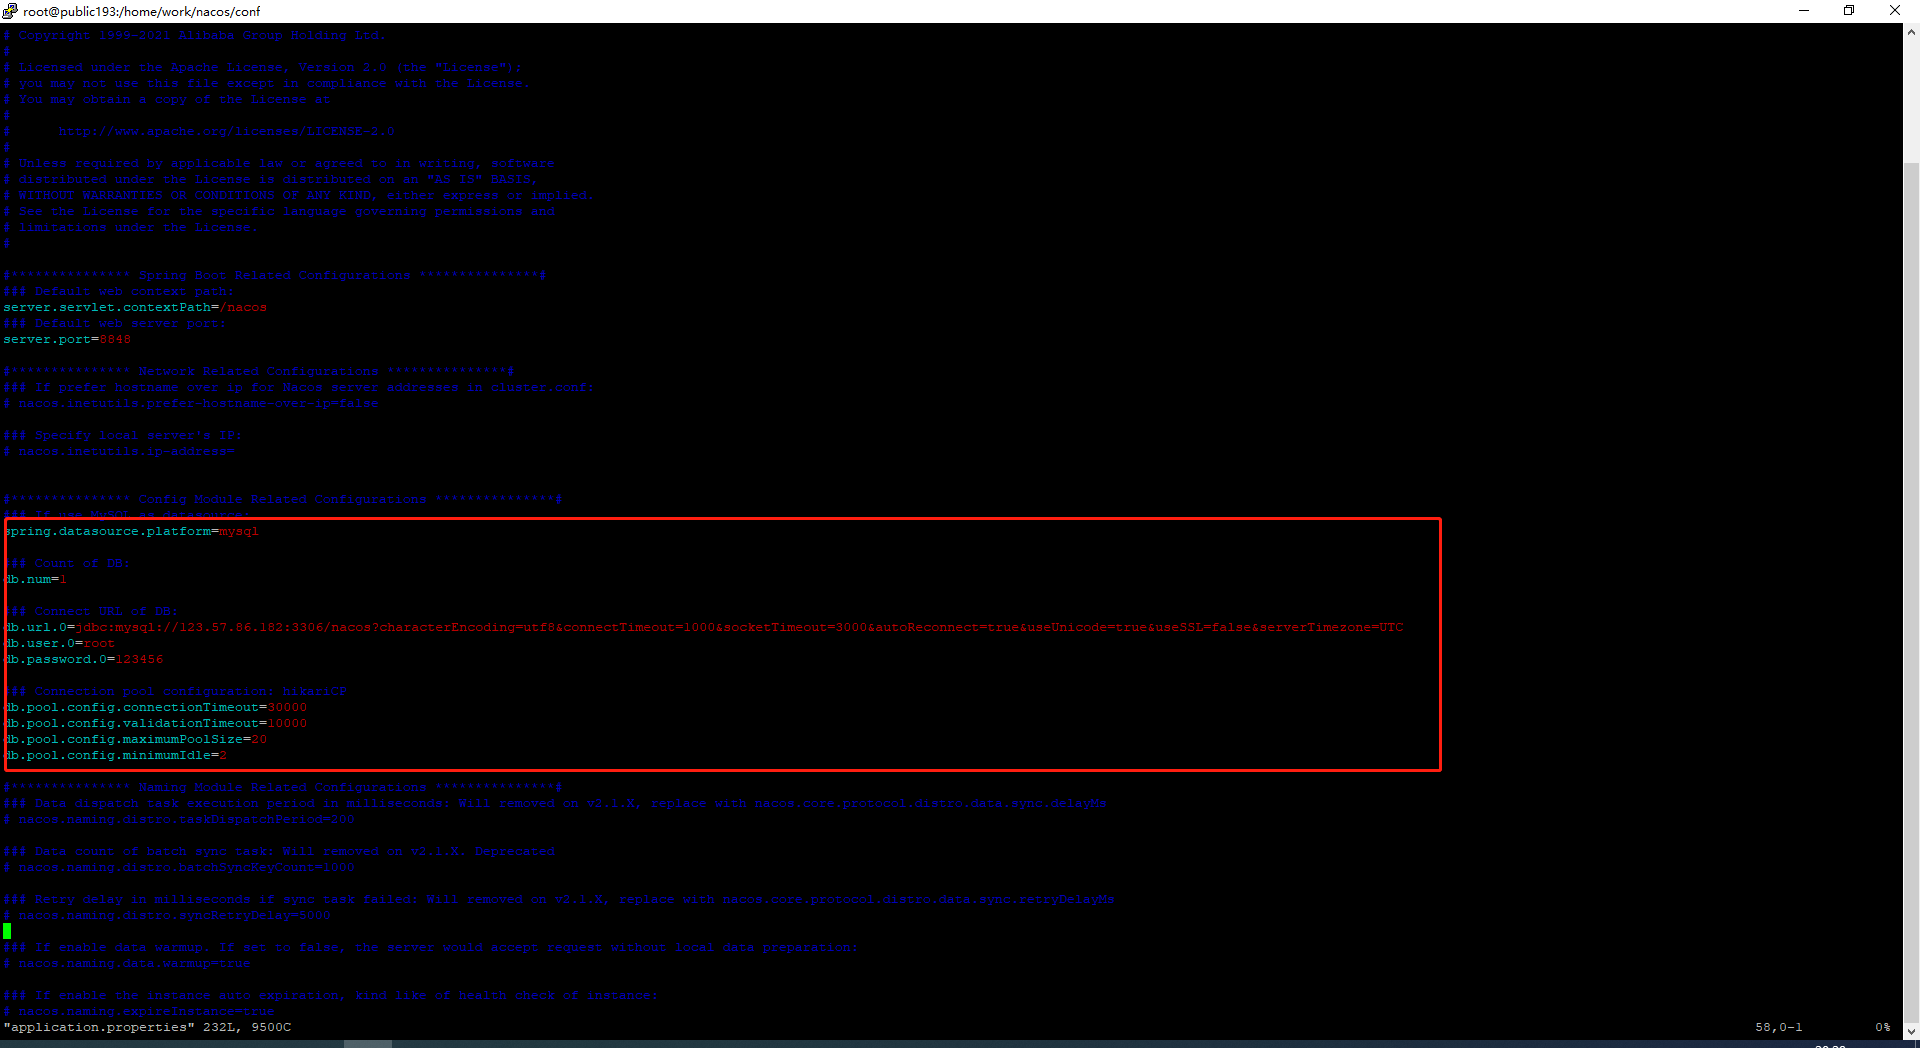 root@public193:/home/work/nacos/conf
# Copyright 1999-2021 Alibaba Group Holding Ltd.
#
# Licensed under the Apache License, Version 2.0 (the "License");
# you may not use this file except in compliance with the License.
# You may obtain a copy of the License at
#
#      http://www.apache.org/licenses/LICENSE-2.0
#
# Unless required by applicable law or agreed to in writing, software
# distributed under the License is distributed on an "AS IS" BASIS,
# WITHOUT WARRANTIES OR CONDITIONS OF ANY KIND, either express or implied.
# See the License for the specific language governing permissions and
# limitations under the License.
#
#*************** Spring Boot Related Configurations ***************#
### Default web context path:
server.servlet.contextPath=/nacos
### Default web server port:
server.port=8848
#*************** Network Related Configurations ***************#
### If prefer hostname over ip for Nacos server addresses in cluster.conf:
# nacos.inetutils.prefer-hostname-over-ip=false
### Specify local server's IP:
# nacos.inetutils.ip-address=
#*************** Config Module Related Configurations ***************#
### If use MySQL as datasource:
spring.datasource.platform=mysql
### Count of DB:
db.num=1
### Connect URL of DB:
db.url.0=jdbc:mysql://123.57.86.182:3306/nacos?characterEncoding=utf8&connectTimeout=1000&socketTimeout=3000&autoReconnect=true&useUnicode=true&useSSL=false&serverTimezone=UTC
db.user.0=root
db.password.0=123456
### Connection pool configuration: hikariCP
db.pool.config.connectionTimeout=30000
db.pool.config.validationTimeout=10000
db.pool.config.maximumPoolSize=20
db.pool.config.minimumIdle=2
#*************** Naming Module Related Configurations ***************#
### Data dispatch task execution period in milliseconds: Will removed on v2.1.X, replace with nacos.core.protocol.distro.data.sync.delayMs
# nacos.naming.distro.taskDispatchPeriod=200
### Data count of batch sync task: Will removed on v2.1.X. Deprecated
# nacos.naming.distro.batchSyncKeyCount=1000
### Retry delay in milliseconds if sync task failed: Will removed on v2.1.X, replace with nacos.core.protocol.distro.data.sync.retryDelayMs
# nacos.naming.distro.syncRetryDelay=5000
### If enable data warmup. If set to false, the server would accept request without local data preparation:
# nacos.naming.data.warmup=true
### If enable the instance auto expiration, kind like of health check of instance:
# nacos.naming.expireInstance=true
"application.properties" 232L, 9500C
58,0-1
0%